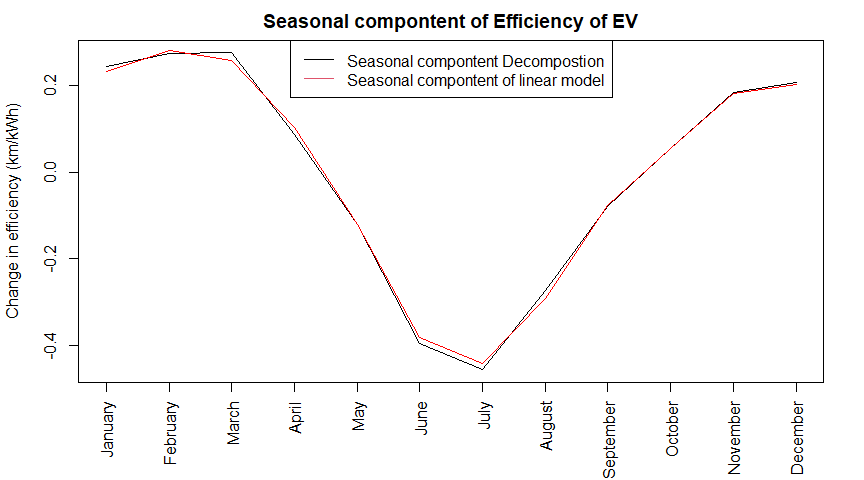 Seasonal compontent of Efficiency of EV
Seasonal compontent Decompostion
Seasonal compontent of linear model
Change in efficiency (km/kWh)
0.2
0.0
-0.2
-0.4
January
February
March
April
May
June
July
August
September
October
November
December